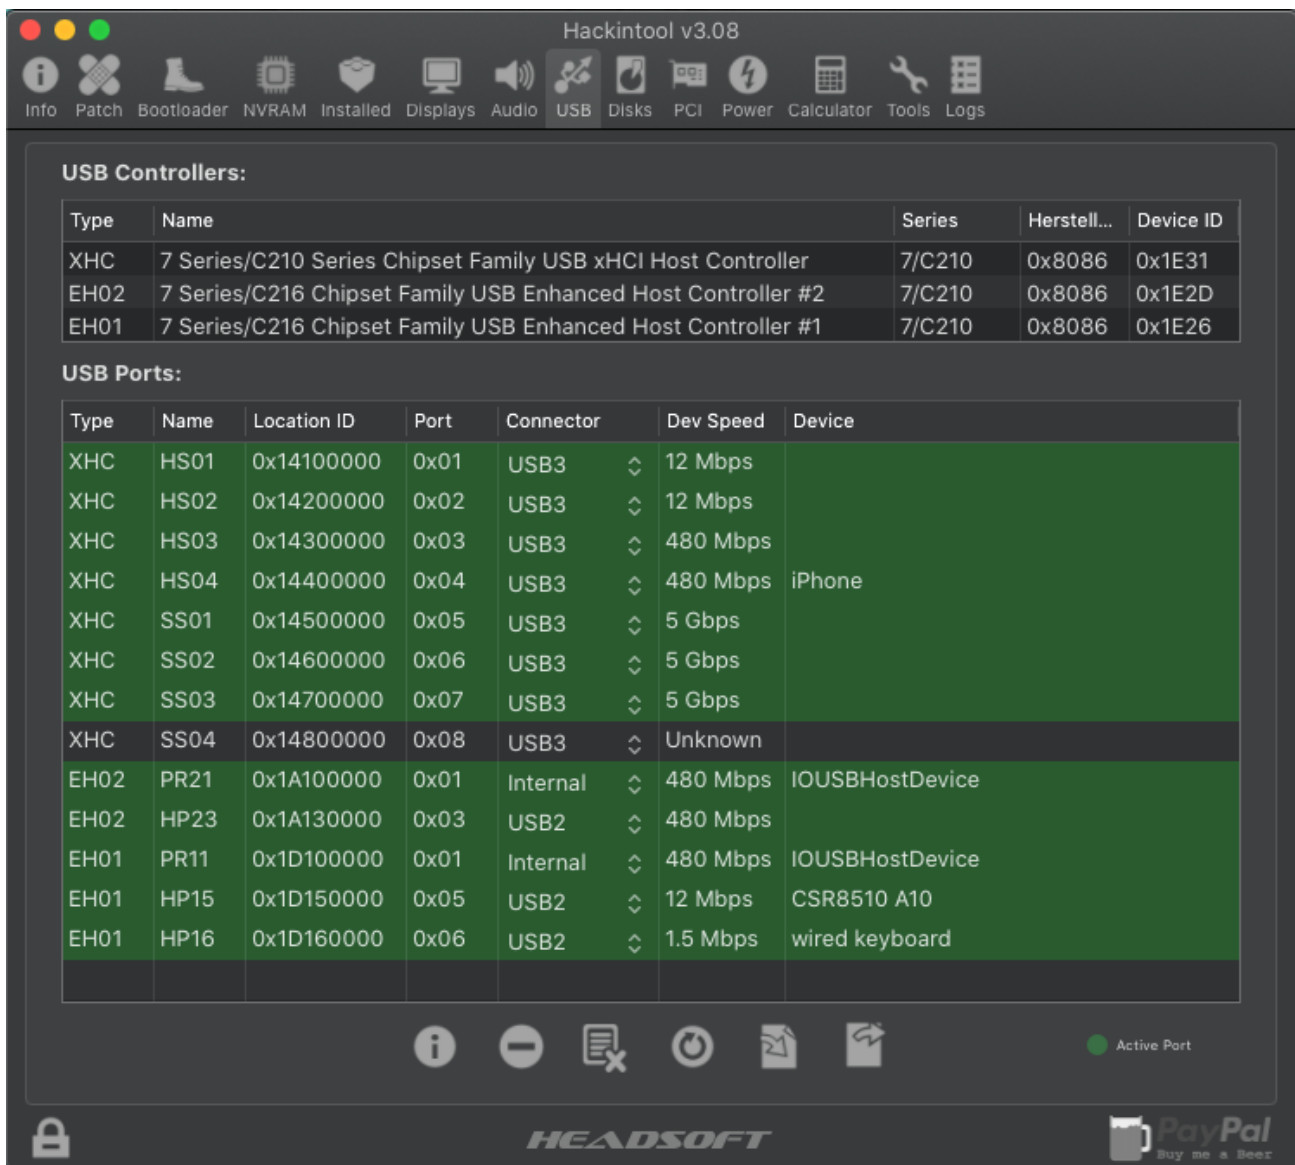 Hackintool v3.08
Info Patch Bootloader NVRAM Installed Displays Audio USB Disks PCI Power Calculator Tools Logs
USB Controllers:
Type Name Series Herstell... Device ID
XHC 7 Series/C210 Series Chipset Family USB xHCI Host Controller 7/C210 0x8086 0x1E31
EH02 7 Series/C216 Chipset Family USB Enhanced Host Controller #2 7/C210 0x8086 0x1E2D
EH01 7 Series/C216 Chipset Family USB Enhanced Host Controller #1 7/C210 0x8086 0x1E26
USB Ports:
Type Name Location ID Port Connector Dev Speed Device
XHC HS01 0x14100000 0x01 USB3 12 Mbps
XHC HS02 0x14200000 0x02 USB3 12 Mbps
XHC HS03 0x14300000 0x03 USB3 480 Mbps
XHC HS04 0x14400000 0x04 USB3 480 Mbps iPhone
XHC SS01 0x14500000 0x05 USB3 5 Gbps
XHC SS02 0x14600000 0x06 USB3 5 Gbps
XHC SS03 0x14700000 0x07 USB3 5 Gbps
XHC SS04 0x14800000 0x08 USB3 Unknown
EH02 PR21 0x1A100000 0x01 Internal 480 Mbps IOUSBHostDevice
EH02 HP23 0x1A130000 0x03 USB2 480 Mbps
EH01 PR11 0x1D100000 0x01 Internal 480 Mbps IOUSBHostDevice
EH01 HP15 0x1D150000 0x05 USB2 12 Mbps CSR8510 A10
EH01 HP16 0x1D160000 0x06 USB2 1.5 Mbps wired keyboard
Active Port
HEADSOFT
PayPal
Buy me a Beer